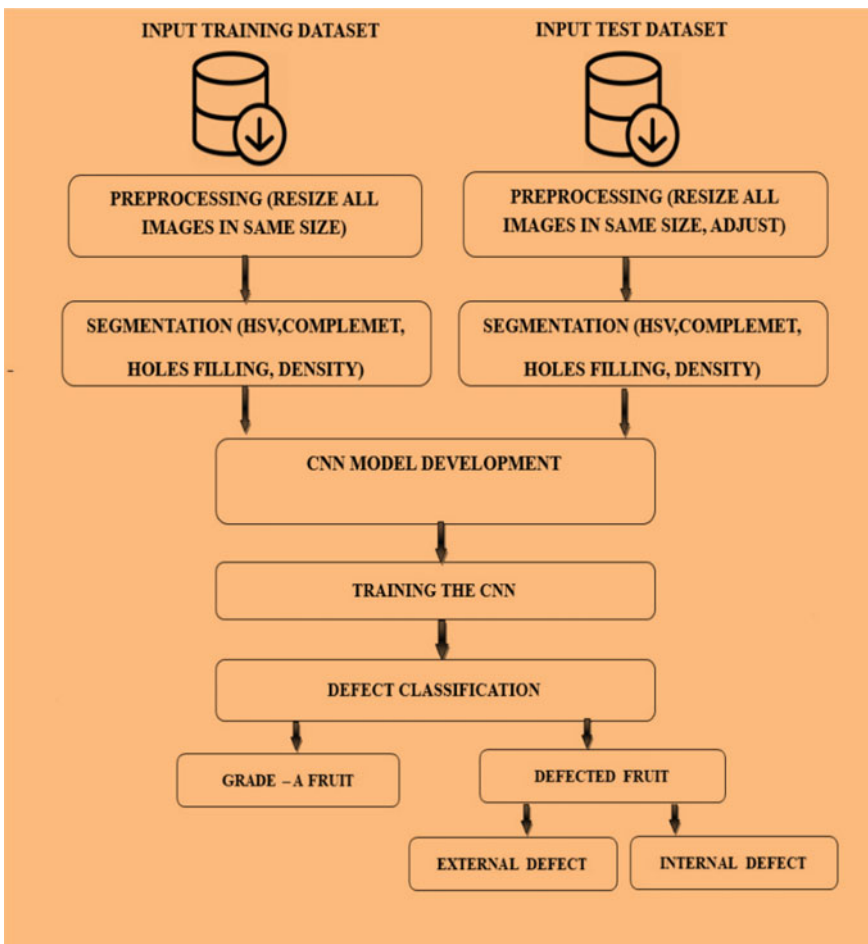 INPUT TRAINING DATASET
INPUT TEST DATASET
PREPROCESSING (RESIZE ALL
IMAGES IN SAME SIZE)
PREPROCESSING (RESIZE ALL
IMAGES IN SAME SIZE, ADJUST)
SEGMENTATION (HSV,COMPLEMET,
HOLES FILLING, DENSITY)
SEGMENTATION (HSV,COMPLEMET,
HOLES FILLING, DENSITY)
CNN MODEL DEVELOPMENT
TRAINING THE CNN
DEFECT CLASSIFICATION
GRADE – A FRUIT
DEFECTED FRUIT
EXTERNAL DEFECT
INTERNAL DEFECT